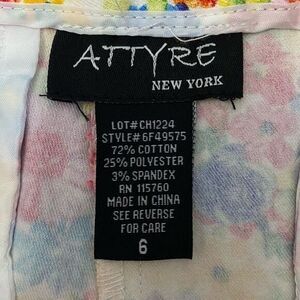 ATTYRE
NEW YORK
LOT#CH1224
STYLE#6F49575
72% COTTON
25% POLYESTER
3% SPANDEX
RN 115760
MADE IN CHINA
SEE REVERSE
FOR CARE
6